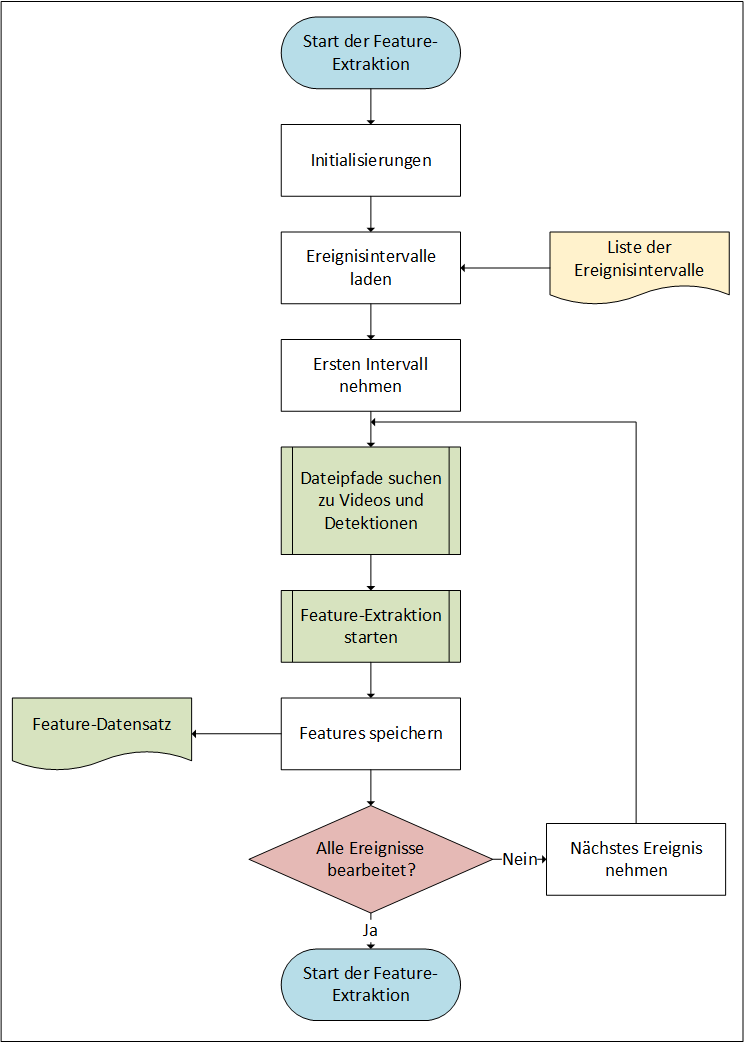 Start der Feature-
Extraktion
Initialisierungen
Ereignisintervalle
laden
Liste der
Ereignisintervalle
Ersten Intervall
nehmen
Dateipfade suchen
zu Videos und
Detektionen
Feature-Extraktion
starten
Feature-Datensatz
Features speichern
Alle Ereignisse
bearbeitet?
Nein
Nächstes Ereignis
nehmen
Ja
Start der Feature-
Extraktion